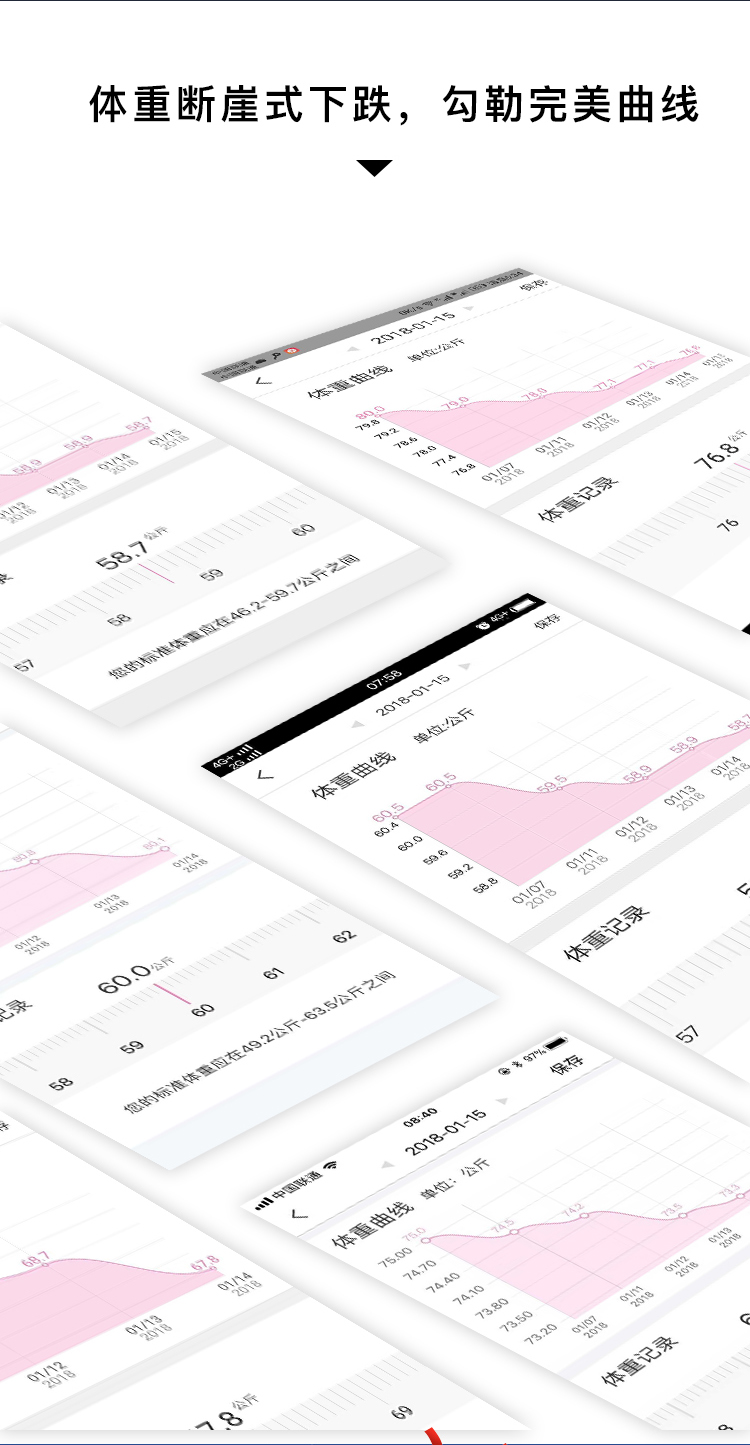 体重断崖式下跌，勾勒完美曲线
保存
2018-01-15
体重曲线 单位:公斤
80.0 79.0 78.0 77.1 77.1 76.8
79.8
79.2
78.6
78.0
77.4
76.8
01/07 01/11 01/12 01/13 01/14 01/15
2018 2018 2018 2018 2018 2018
体重记录
76.8公斤
76
58.9 58.9 58.7
01/12 01/13 01/14 01/15
2018 2018 2018 2018
录
58.7公斤
57 58 59 60
您的标准体重应在46.2-59.7公斤之间
4G+ 07:58 4G+
2G
保存
2018-01-15
体重曲线 单位:公斤
60.5 60.5 59.5 58.9 58.9 58.7
60.4
60.0
59.6
59.2
58.8
01/07 01/11 01/12 01/13 01/14
2018 2018 2018 2018 2018
体重记录
57
80.8 80.1
01/12 01/13 01/14
2018 2018 2018
记录
60.0公斤
58 59 60 61 62
您的标准体重应在49.2公斤-63.5公斤之间
中国联通 08:40 97%
保存
2018-01-15
体重曲线 单位：公斤
75.0 74.5 74.2 73.5 73.3
75.00
74.70
74.40
74.10
73.80
73.50
73.20
01/07 01/11 01/12 01/13
2018 2018 2018 2018
体重记录
存
68.7 67.8
01/12 01/13 01/14
2018 2018 2018
7.8公斤
69